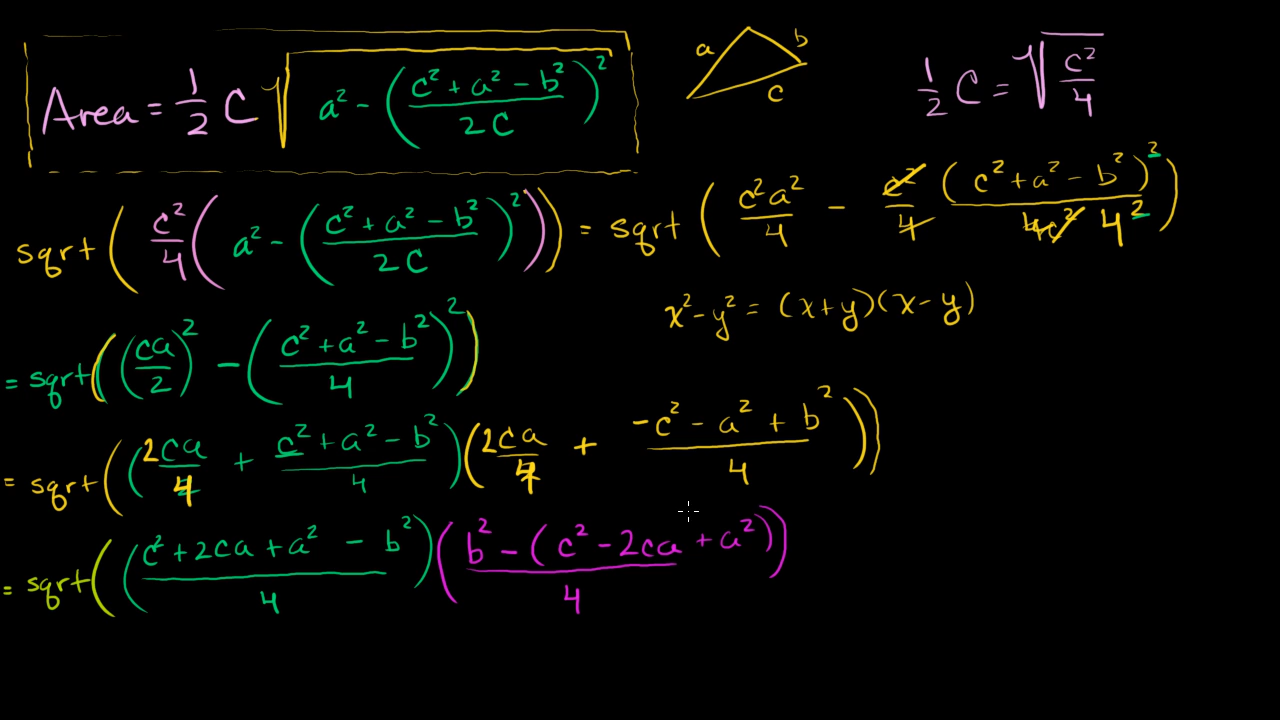 Area = 1/2 C √(a² - ((c² + a² - b²)/2C)²)
a b c
1/2 C = √(c²/4)
sqrt(c²/4 (a² - ((c² + a² - b²)/2C)²)) = sqrt(c²a²/4 - c²/4 (c² + a² - b²)²/4c² 4²)
x² - y² = (x+y)(x-y)
= sqrt((ca/2)² - ((c² + a² - b²)/4)²)
= sqrt((2ca/4 + (c² + a² - b²)/4)(2ca/4 + (-c² - a² + b²)/4))
= sqrt(((c² + 2ca + a² - b²)/4)((b² - (c² - 2ca + a²))/4))